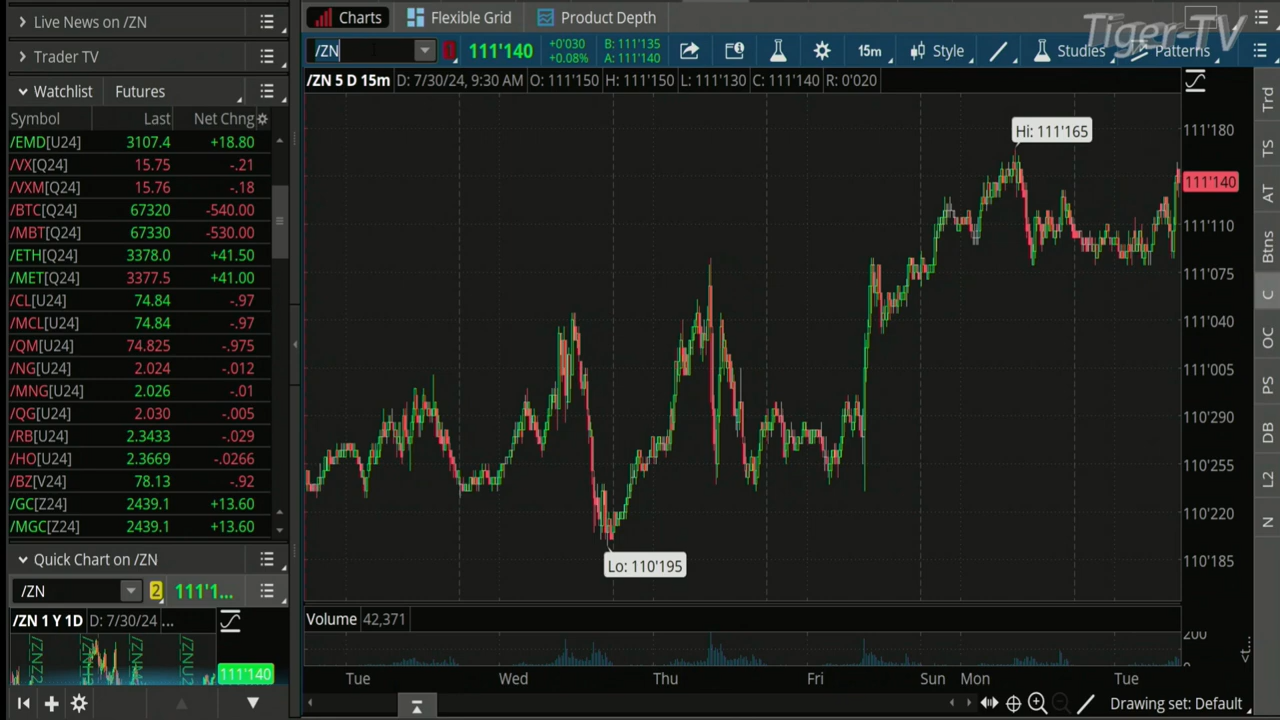 Live News on /ZN
Trader TV
Watchlist Futures
Symbol Last Net Chng
/EMD[U24] 3107.4 +18.80
/VX[Q24] 15.75 -.21
/VXM[Q24] 15.76 -.18
/BTC[Q24] 67320 -540.00
/MBT[Q24] 67330 -530.00
/ETH[Q24] 3378.0 +41.50
/MET[Q24] 3377.5 +41.00
/CL[U24] 74.84 -.97
/MCL[U24] 74.84 -.97
/QM[U24] 74.825 -.975
/NG[U24] 2.024 -.012
/MNG[U24] 2.026 -.01
/QG[U24] 2.030 -.005
/RB[U24] 2.3433 -.029
/HO[U24] 2.3669 -.0266
/BZ[V24] 78.13 -.92
/GC[Z24] 2439.1 +13.60
/MGC[Z24] 2439.1 +13.60
Quick Chart on /ZN
/ZN 2 111'1...
/ZN 1 Y 1D D: 7/30/24 ...
111'140
Charts Flexible Grid Product Depth
Tiger-TV
/ZN 111'140 +0'030 B: 111'135
+0.08% A: 111'140
15m Style Studies Patterns
/ZN 5 D 15m D: 7/30/24, 9:30 AM O: 111'150 H: 111'150 L: 111'130 C: 111'140 R: 0'020
Hi: 111'165
Lo: 110'195
111'180
111'140
111'110
111'075
111'040
111'005
110'290
110'255
110'220
110'185
Volume 42,371
200
0
<t...
Tue Wed Thu Fri Sun Mon Tue
Drawing set: Default
Trd
TS
AT
Btns
C
OC
PS
DB
L2
N